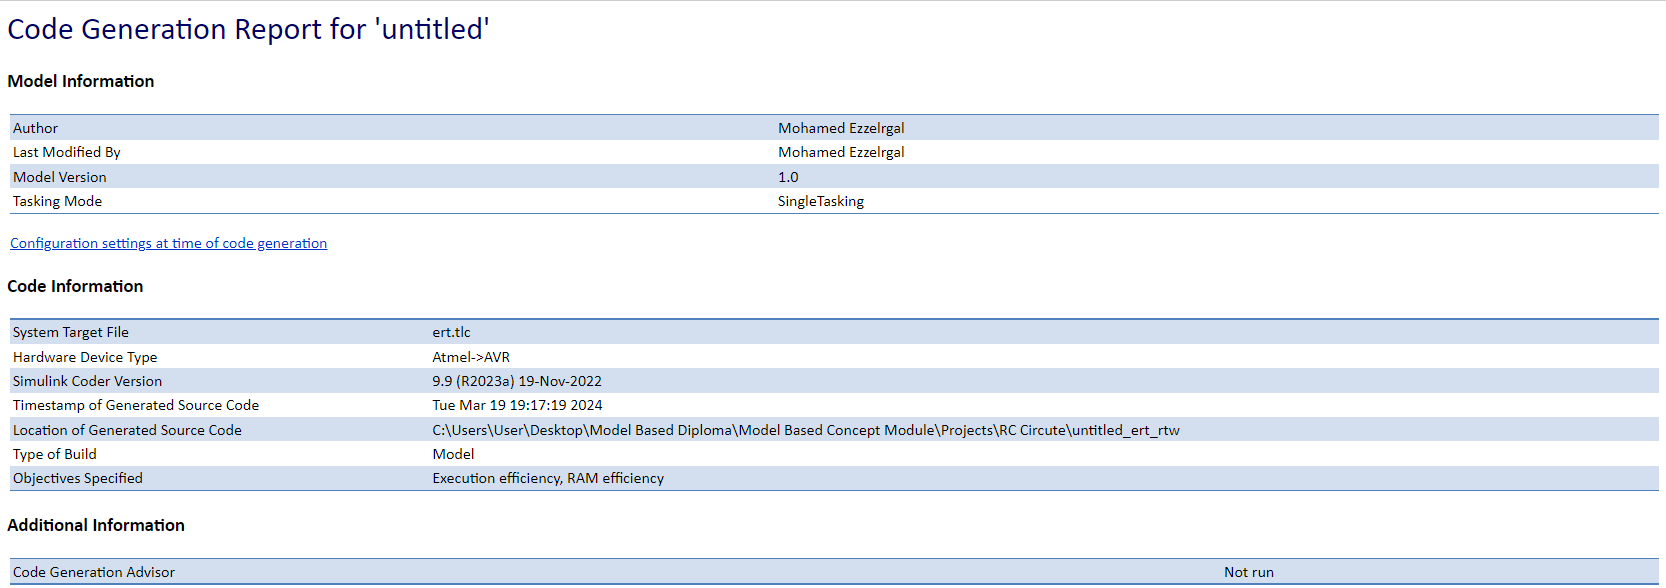 Code Generation Report for 'untitled'
Model Information
Author Mohamed Ezzelrgal
Last Modified By Mohamed Ezzelrgal
Model Version 1.0
Tasking Mode SingleTasking
Configuration settings at time of code generation
Code Information
System Target File ert.tlc
Hardware Device Type Atmel->AVR
Simulink Coder Version 9.9 (R2023a) 19-Nov-2022
Timestamp of Generated Source Code Tue Mar 19 19:17:19 2024
Location of Generated Source Code C:\Users\User\Desktop\Model Based Diploma\Model Based Concept Module\Projects\RC Circute\untitled_ert_rtw
Type of Build Model
Objectives Specified Execution efficiency, RAM efficiency
Additional Information
Code Generation Advisor Not run